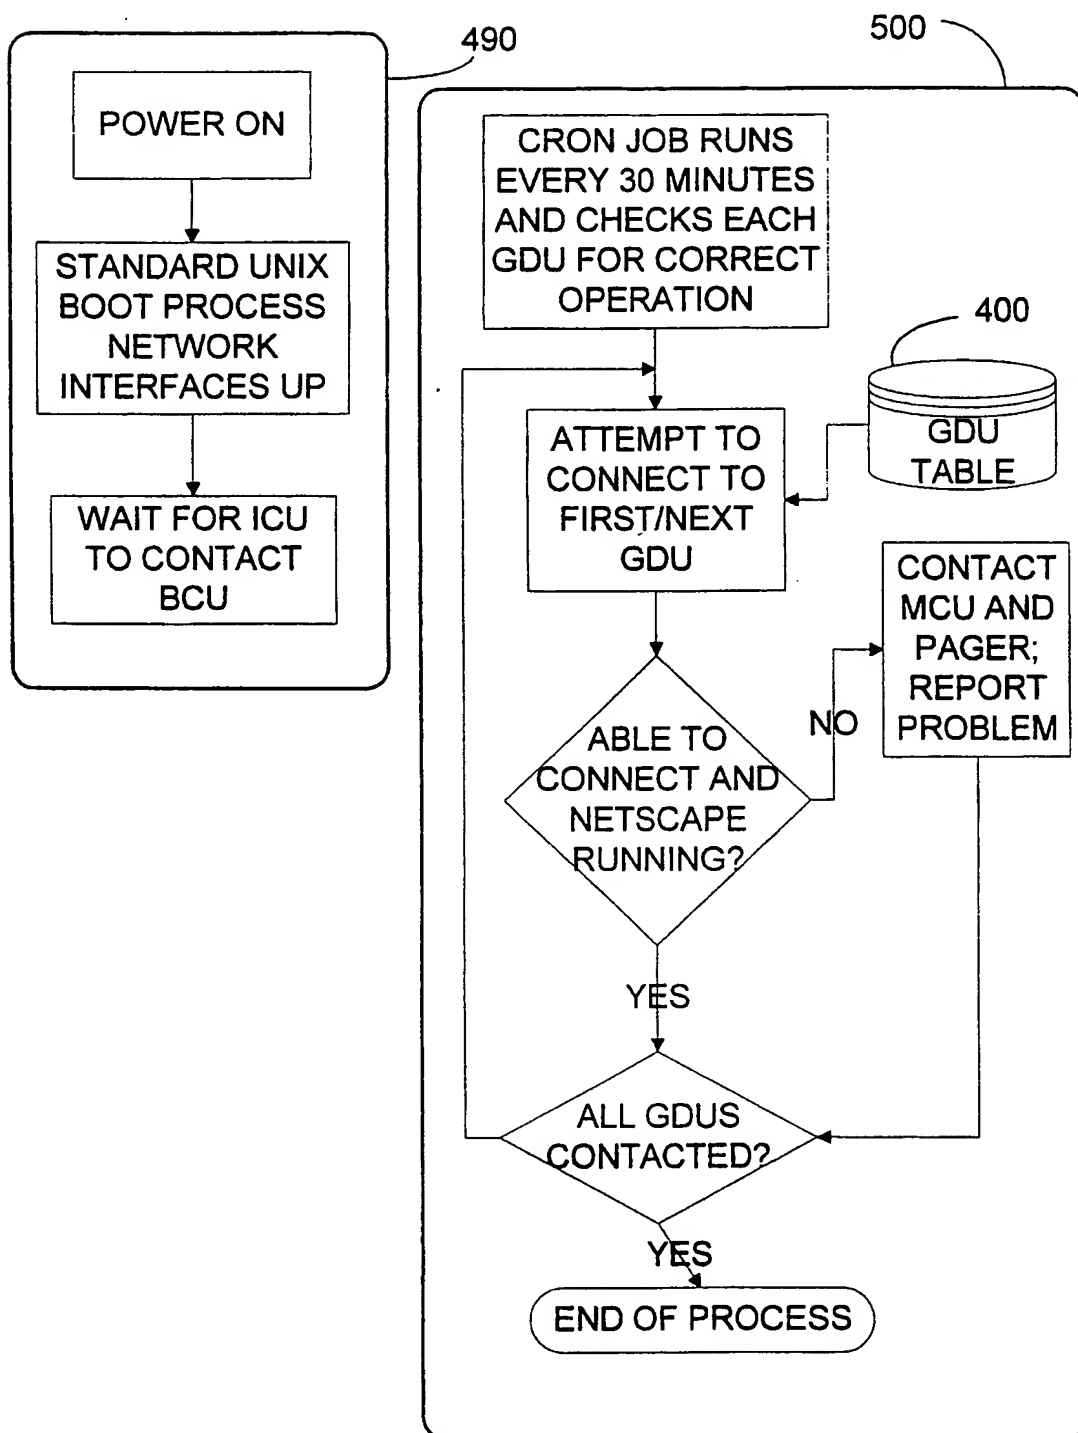 490
POWER ON
STANDARD UNIX
BOOT PROCESS
NETWORK
INTERFACES UP
WAIT FOR ICU
TO CONTACT
BCU
500
CRON JOB RUNS
EVERY 30 MINUTES
AND CHECKS EACH
GDU FOR CORRECT
OPERATION
400
GDU
TABLE
ATTEMPT TO
CONNECT TO
FIRST/NEXT
GDU
CONTACT
MCU AND
PAGER;
REPORT
PROBLEM
NO
ABLE TO
CONNECT AND
NETSCAPE
RUNNING?
YES
ALL GDUS
CONTACTED?
YES
END OF PROCESS